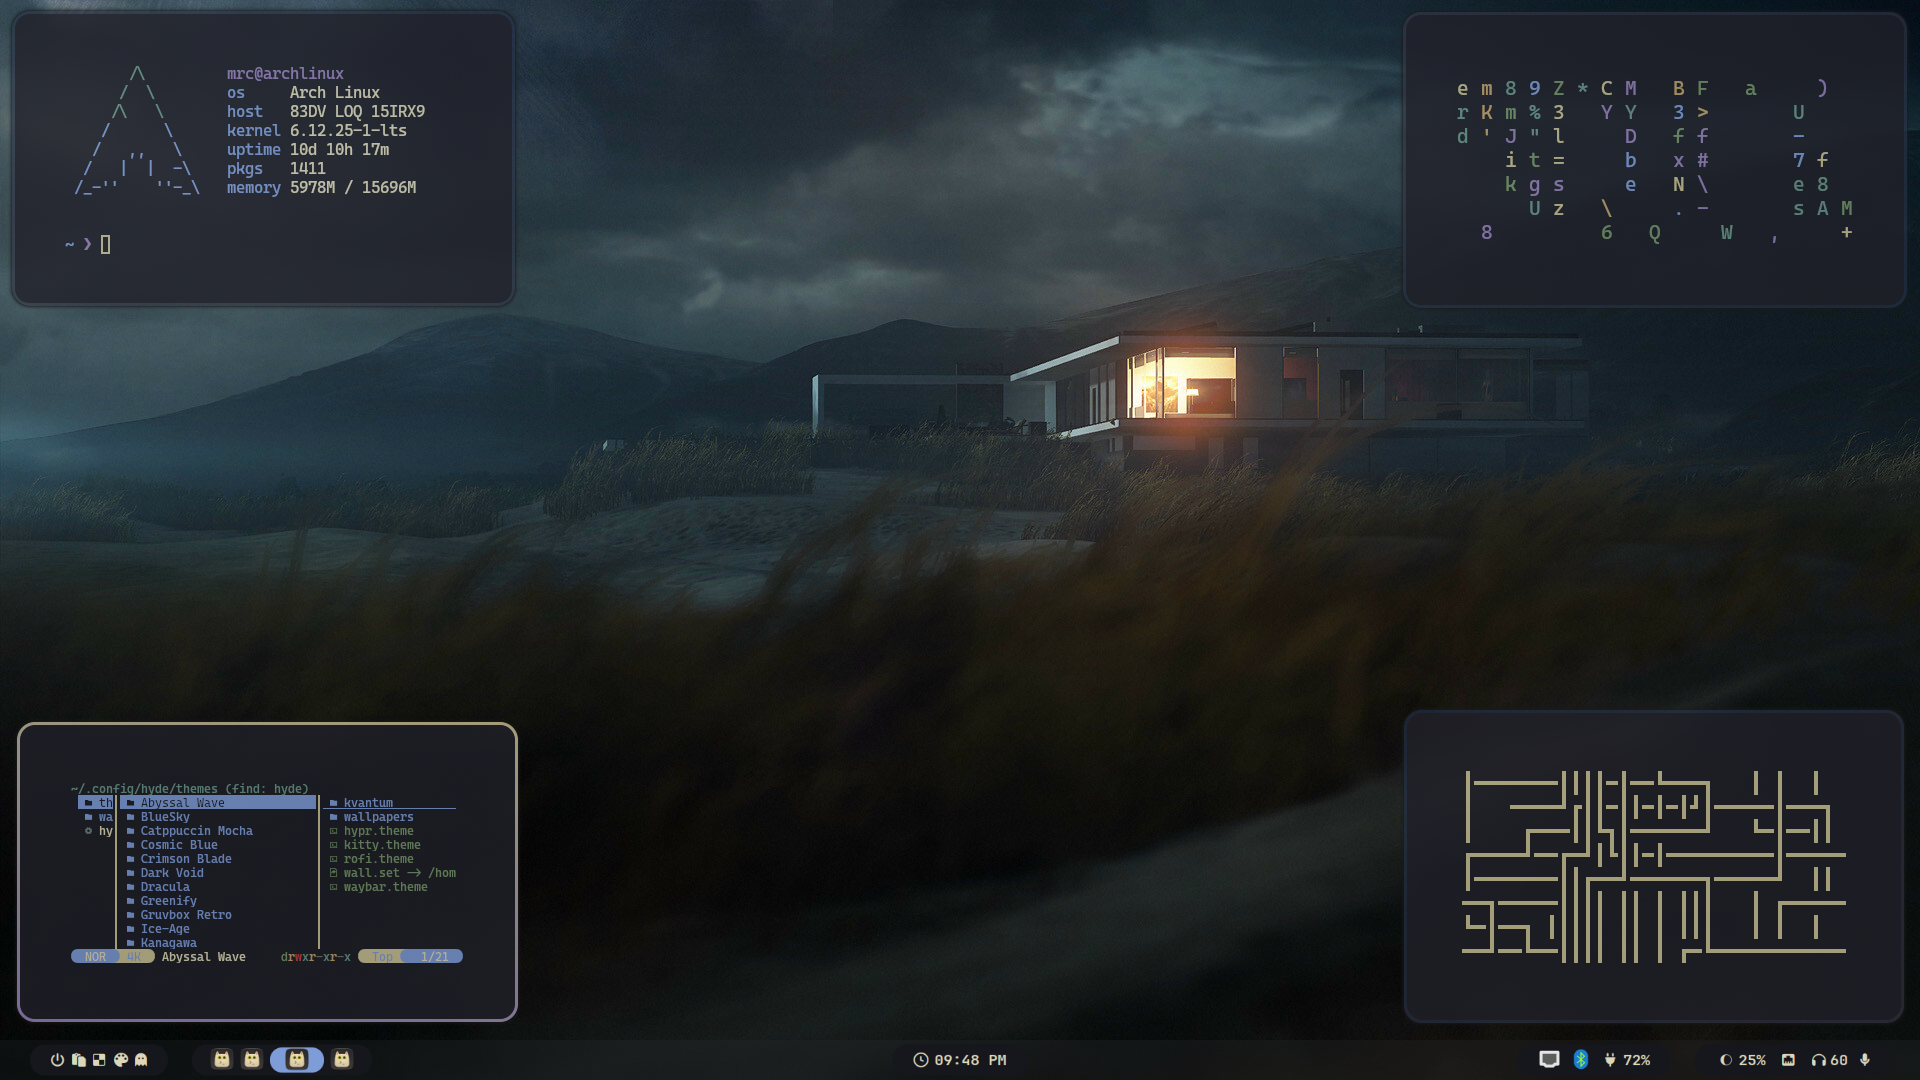 mrc@archlinux
os Arch Linux
host 83DV LOQ 15IRX9
kernel 6.12.25-1-lts
uptime 10d 10h 17m
pkgs 1411
memory 5978M / 15696M
~ ❯
e m 8 9 Z * C M B F a )
r K m % 3 Y Y 3 > U
d ' J " l D f f -
i t = b x # 7 f
k g s e N \ e 8
U z \ . - s A M
8 6 Q W , +
~/.config/hyde/themes (find: hyde)
th Abyssal Wave kvantum
wa BlueSky wallpapers
hy Catppuccin Mocha hypr.theme
Cosmic Blue kitty.theme
Crimson Blade rofi.theme
Dark Void wall.set -> /hom
Dracula waybar.theme
Greenify
Gruvbox Retro
Ice-Age
Kanagawa
NOR 4K Abyssal Wave drwxr-xr-x Top 1/21
09:48 PM 72% 25% 60